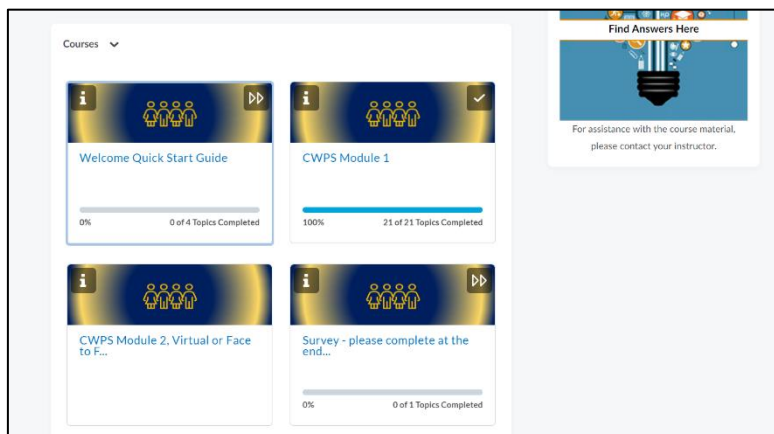 Courses
Find Answers Here
For assistance with the course material,
please contact your instructor.
Welcome Quick Start Guide
0% 0 of 4 Topics Completed
CWPS Module 1
100% 21 of 21 Topics Completed
CWPS Module 2, Virtual or Face
to F...
Survey - please complete at the
end...
0% 0 of 1 Topics Completed